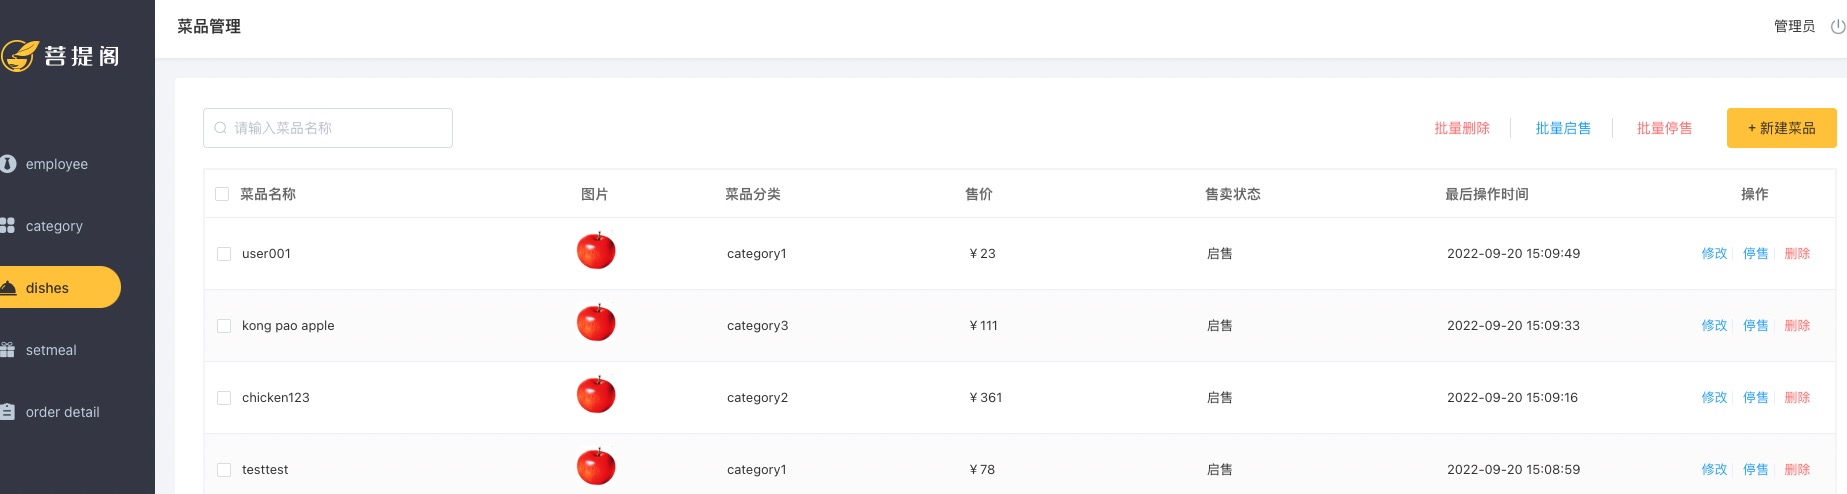 菜品管理
管理员
菩提阁
employee
category
dishes
setmeal
order detail
请输入菜品名称
批量删除 批量启售 批量停售 + 新建菜品
菜品名称 图片 菜品分类 售价 售卖状态 最后操作时间 操作
user001 category1 ¥23 启售 2022-09-20 15:09:49 修改 停售 删除
kong pao apple category3 ¥111 启售 2022-09-20 15:09:33 修改 停售 删除
chicken123 category2 ¥361 启售 2022-09-20 15:09:16 修改 停售 删除
testtest category1 ¥78 启售 2022-09-20 15:08:59 修改 停售 删除